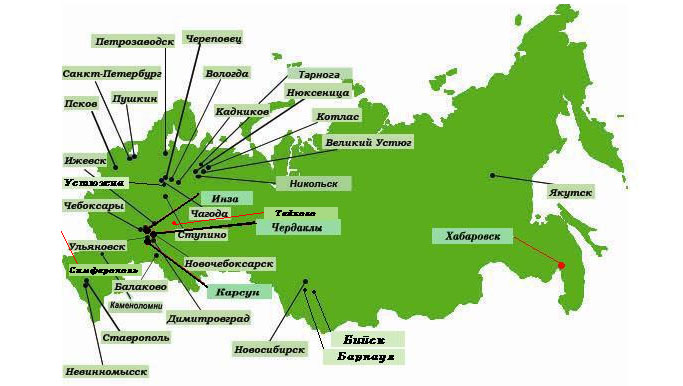 Череповец
Петрозаводск
Санкт-Петербург
Вологда
Тарнога
Нюксеница
Псков
Пушкин
Кадников
Котлас
Великий Устюг
Ижевск
Устюжна
Никольск
Якутск
Инза
Чебоксары
Чагода
Тейково
Чердаклы
Ступино
Хабаровск
Ульяновск
Новочебоксарск
Симферополь
Балаково
Карсун
Каменоломни
Димитровград
Ставрополь
Бийск
Новосибирск
Барнаул
Невинномысск